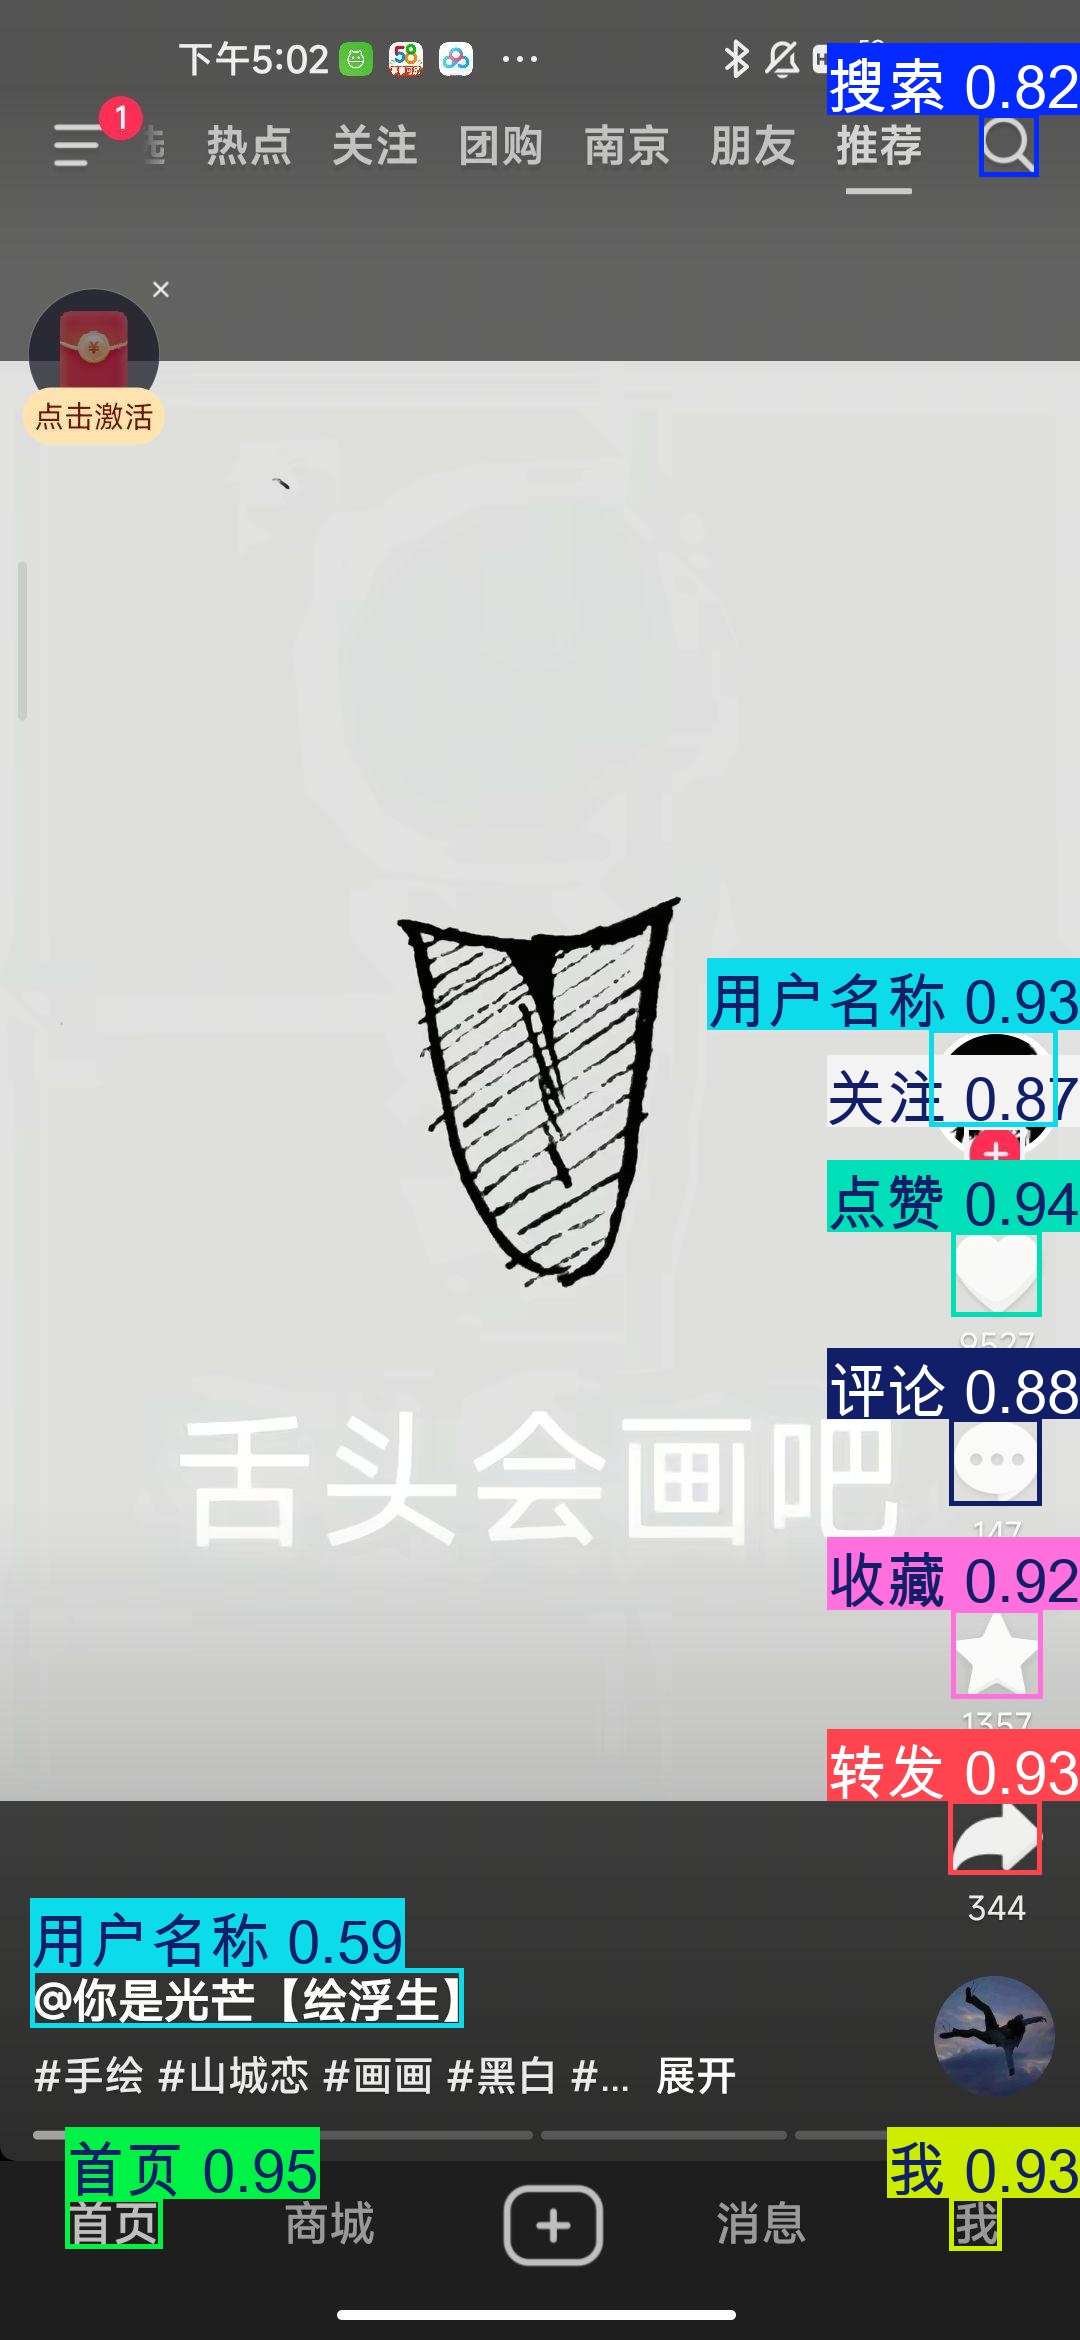 下午5:02 58 ...
搜索 0.82
1
热点 关注 团购 南京 朋友 推荐
点击激活
用户名称 0.93
关注 0.87
点赞 0.94
9527
评论 0.88
舌头会画吧
147
收藏 0.92
1357
转发 0.93
344
用户名称 0.59
@你是光芒【绘浮生】
#手绘 #山城恋 #画画 #黑白 #... 展开
首页 0.95
我 0.93
首页 商城 消息 我